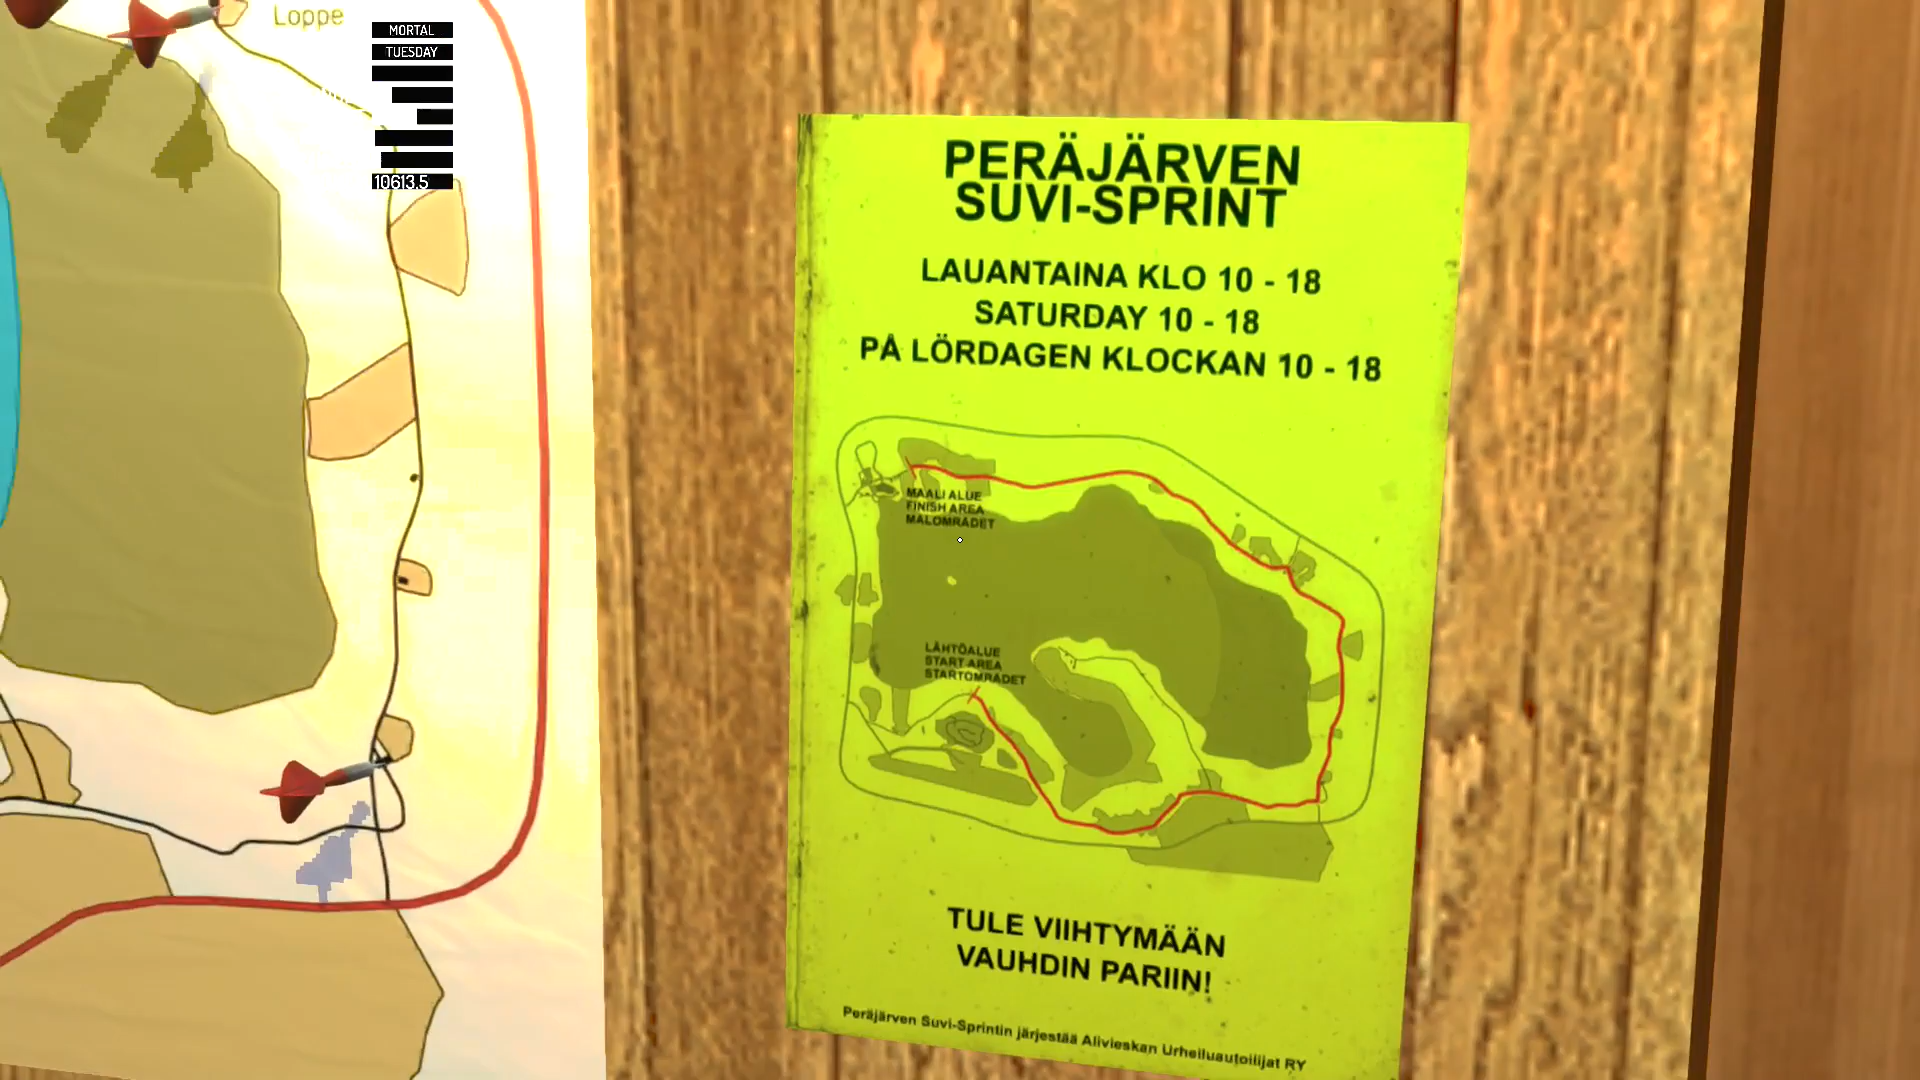 Loppe
MORTAL
TUESDAY
10613.5
PERÄJÄRVEN
SUVI-SPRINT
LAUANTAINA KLO 10 - 18
SATURDAY 10 - 18
PÅ LÖRDAGEN KLOCKAN 10 - 18
MAALI ALUE
FINISH AREA
MÅLOMRÅDET
LÄHTÖALUE
START AREA
STARTOMRÅDET
TULE VIIHTYMÄÄN
VAUHDIN PARIIN!
Peräjärven Suvi-Sprintin järjestää Alivieskan Urheiluautoilijat RY